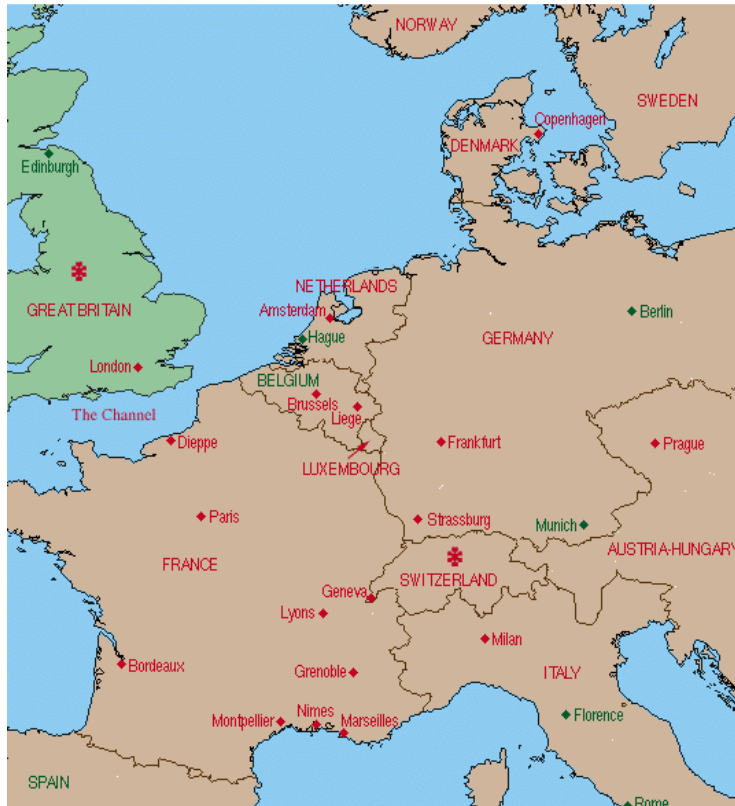 NORWAY
SWEDEN
Copenhagen
DENMARK
Edinburgh
NETHERLANDS
GREAT BRITAIN
Amsterdam
Berlin
Hague
GERMANY
London
BELGIUM
Brussels
The Channel
Liege
Dieppe
Frankfurt
Prague
LUXEMBOURG
Paris
Strassburg
Munich
AUSTRIA-HUNGARY
FRANCE
SWITZERLAND
Geneva
Lyons
Milan
Bordeaux
Grenoble
ITALY
Nimes
Florence
Montpellier
Marseilles
SPAIN
Rome